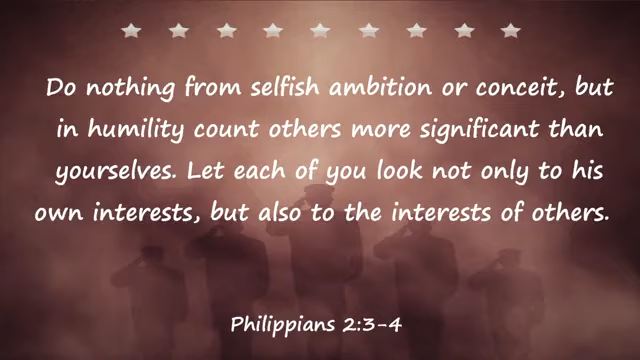 Do nothing from selfish ambition or conceit, but
in humility count others more significant than
yourselves. Let each of you look not only to his
own interests, but also to the interests of others.
Philippians 2:3-4